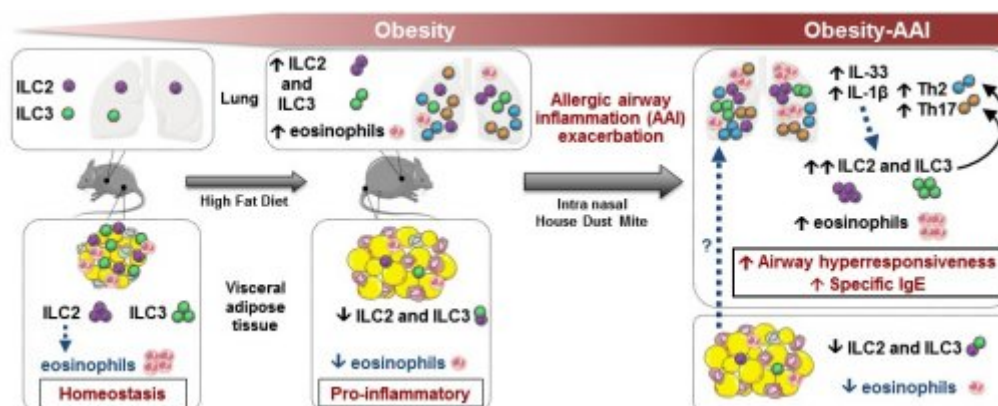 Obesity
Obesity-AAI
ILC2
ILC3
Lung
↑ ILC2
and
ILC3
↑ eosinophils
Allergic airway
inflammation (AAI)
exacerbation
↑ IL-33
↑ IL-1β
↑ Th2
↑ Th17
↑↑ ILC2 and ILC3
↑ eosinophils
↑ Airway hyperresponsiveness
↑ Specific IgE
High Fat Diet
Intra nasal
House Dust Mite
?
Visceral
adipose
tissue
ILC2
ILC3
eosinophils
Homeostasis
↓ ILC2 and ILC3
↓ eosinophils
Pro-inflammatory
↓ ILC2 and ILC3
↓ eosinophils